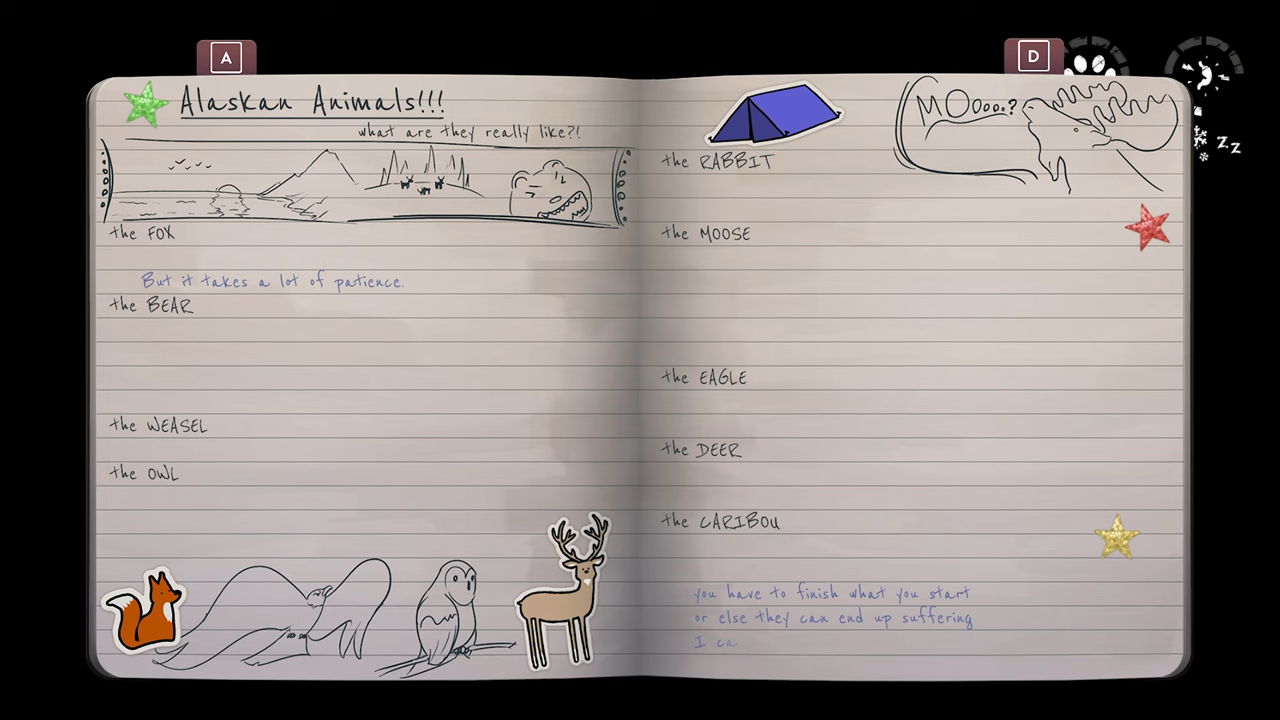 A
D
Alaskan Animals!!!
what are they really like?!
the FOX
But it takes a lot of patience.
the BEAR
the WEASEL
the OWL
MOooo..?
the RABBIT
the MOOSE
the EAGLE
the DEER
the CARIBOU
you have to finish what you start
or else they can end up suffering
I ca
z z